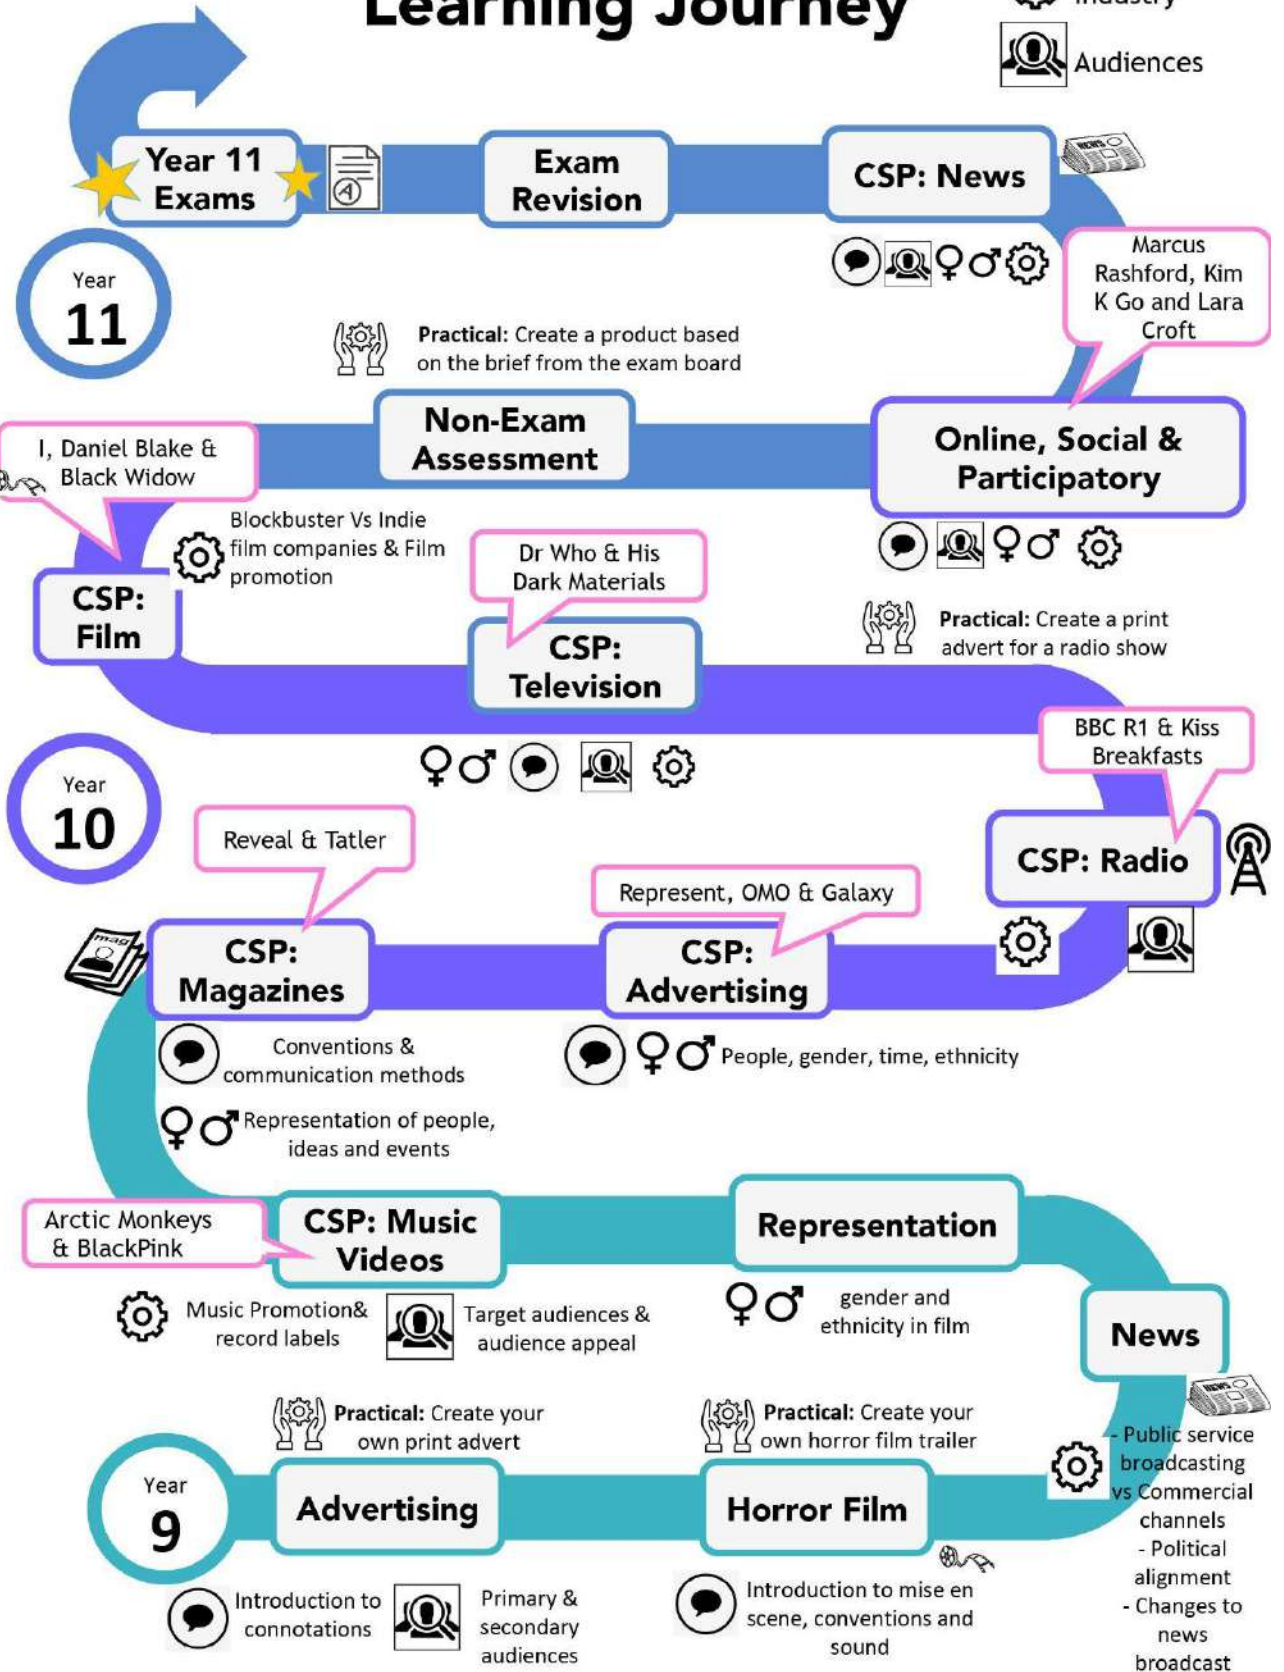 Learning Journey
Industry
Audiences
Year 11
Exams
Exam
Revision
CSP: News
Year
11
Marcus
Rashford, Kim
K Go and Lara
Croft
Practical: Create a product based
on the brief from the exam board
Non-Exam
Assessment
Online, Social &
Participatory
I, Daniel Blake &
Black Widow
Blockbuster Vs Indie
film companies & Film
promotion
CSP:
Film
Dr Who & His
Dark Materials
CSP:
Television
Practical: Create a print
advert for a radio show
BBC R1 & Kiss
Breakfasts
Year
10
Reveal & Tatler
CSP: Radio
Represent, OMO & Galaxy
mag
CSP:
Magazines
CSP:
Advertising
Conventions &
communication methods
People, gender, time, ethnicity
Representation of people,
ideas and events
Arctic Monkeys
& BlackPink
CSP: Music
Videos
Representation
Music Promotion&
record labels
Target audiences &
audience appeal
gender and
ethnicity in film
News
NEWS
Practical: Create your
own print advert
Practical: Create your
own horror film trailer
- Public service
broadcasting
vs Commercial
channels
- Political
alignment
- Changes to
news
broadcast
Year
9
Advertising
Horror Film
Introduction to
connotations
Primary &
secondary
audiences
Introduction to mise en
scene, conventions and
sound